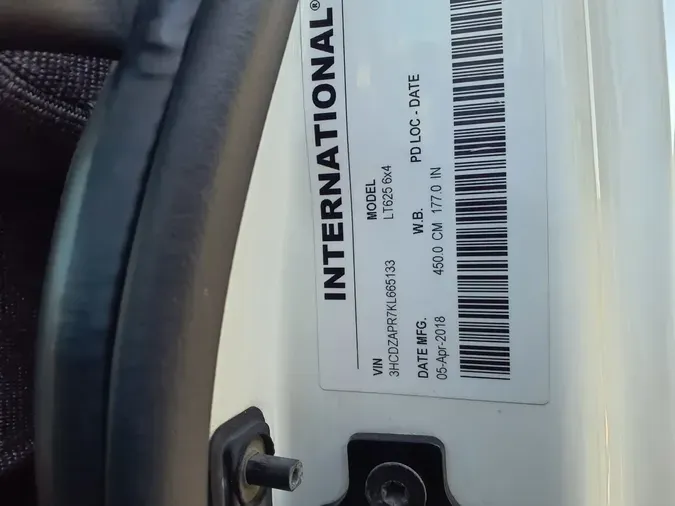 INTERNATIONAL®
VIN MODEL
3HCDZAPR7KL665133 LT625 6x4
DATE MFG. W.B. PD LOC - DATE
05-Apr-2018 450.0 CM 177.0 IN